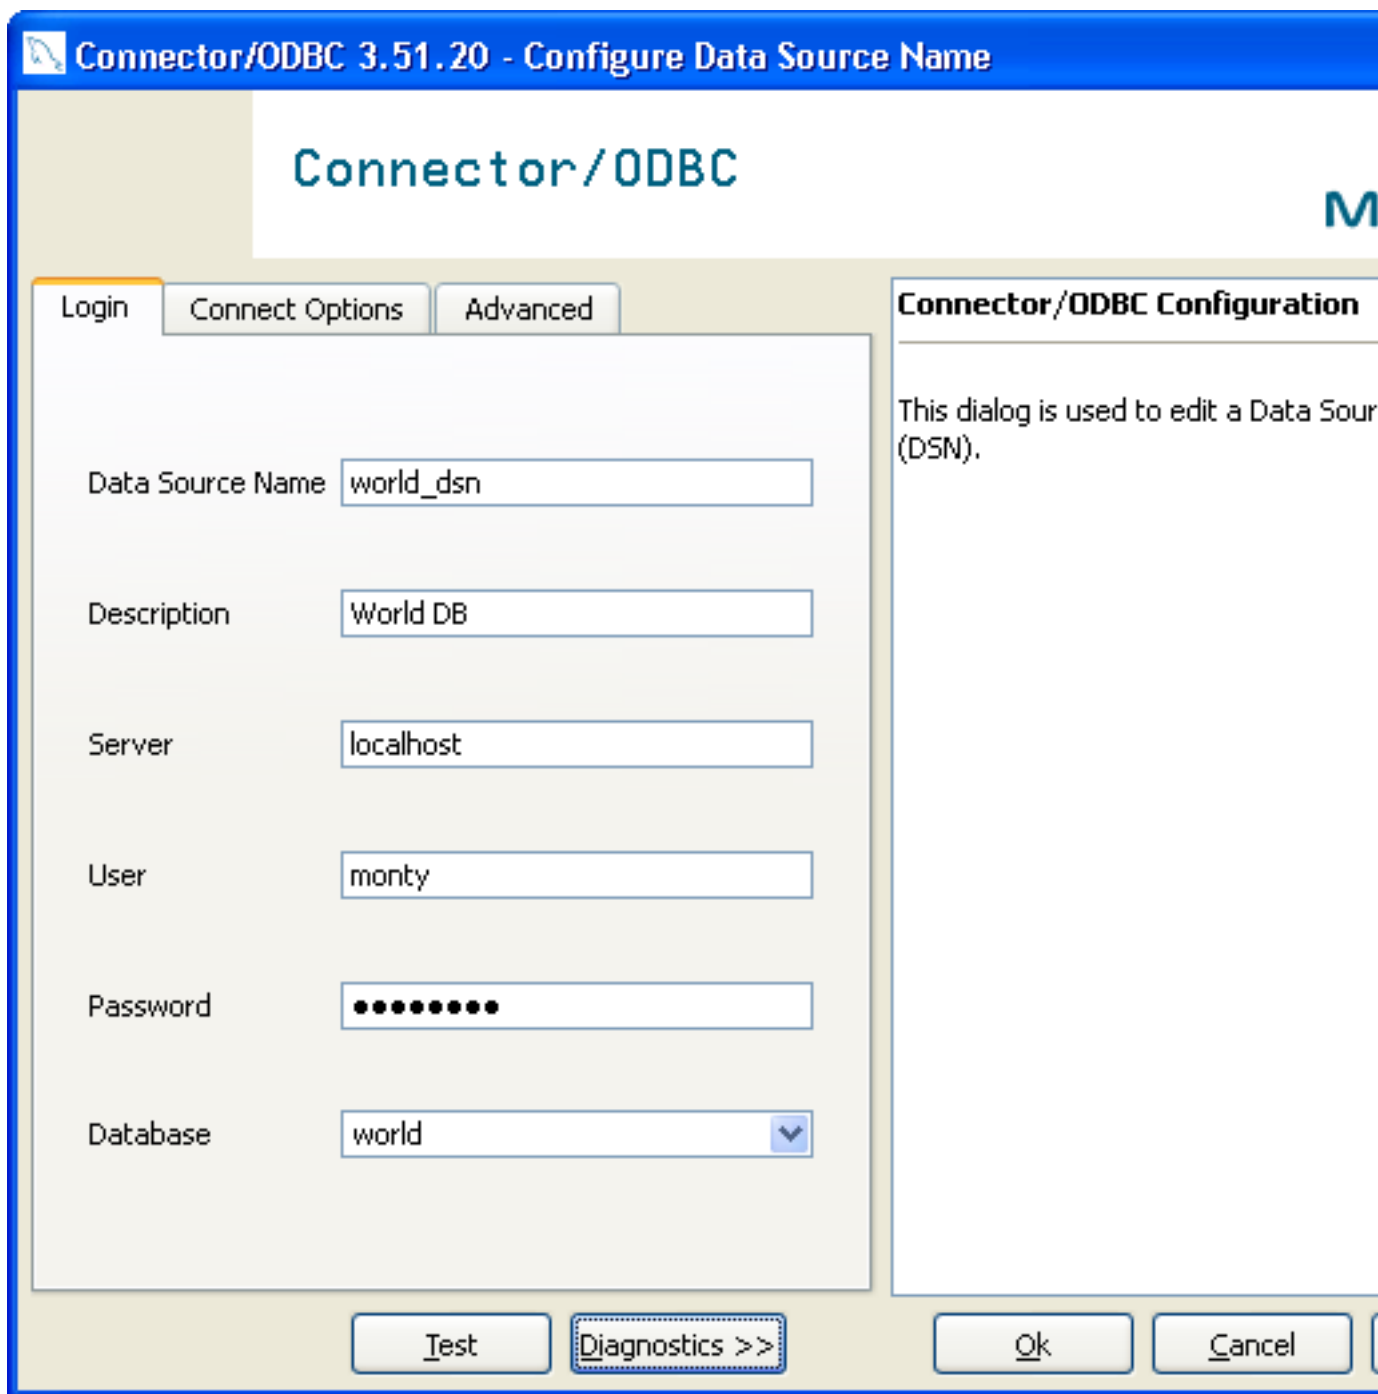 Connector/ODBC 3.51.20 - Configure Data Source Name
Connector/ODBC
M
Login
Connect Options
Advanced
Data Source Name
world_dsn
Description
World DB
Server
localhost
User
monty
Password
••••••••
Database
world
Test
Diagnostics >>
Connector/ODBC Configuration
This dialog is used to edit a Data Sour
(DSN).
Ok
Cancel